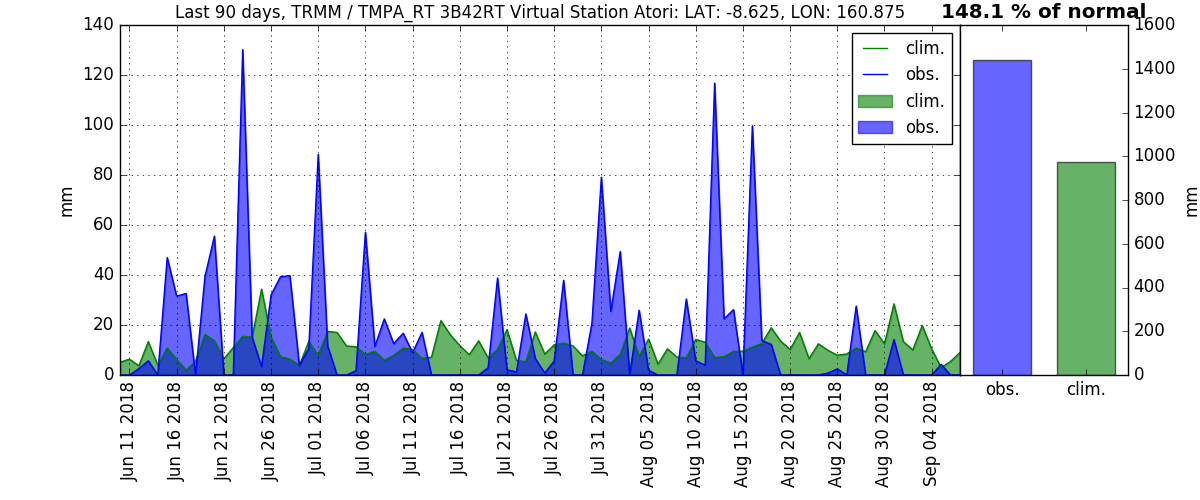 Last 90 days, TRMM / TMPA_RT 3B42RT Virtual Station Atori: LAT: -8.625, LON: 160.875
148.1 % of normal
140
120
100
80
60
40
20
0
mm
clim.
obs.
clim.
obs.
Jun 11 2018
Jun 16 2018
Jun 21 2018
Jun 26 2018
Jul 01 2018
Jul 06 2018
Jul 11 2018
Jul 16 2018
Jul 21 2018
Jul 26 2018
Jul 31 2018
Aug 05 2018
Aug 10 2018
Aug 15 2018
Aug 20 2018
Aug 25 2018
Aug 30 2018
Sep 04 2018
1600
1400
1200
1000
800
600
400
200
0
mm
obs.
clim.